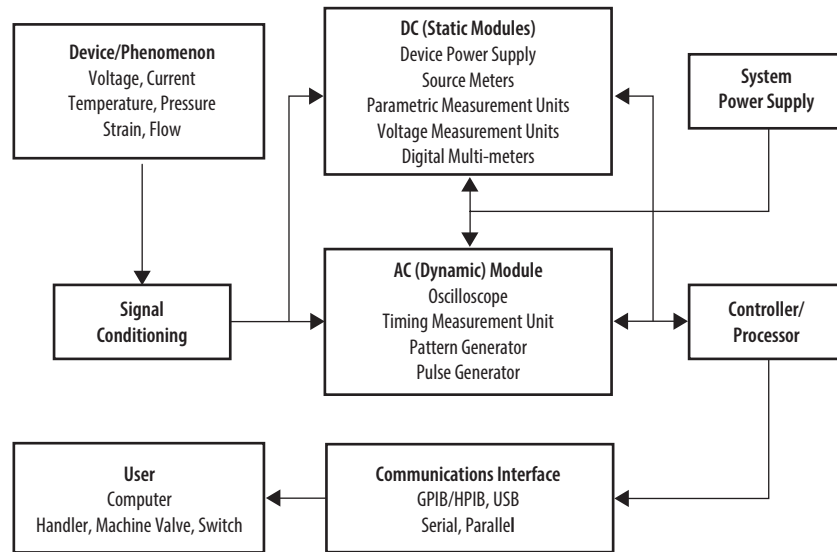 Device/Phenomenon
Voltage, Current
Temperature, Pressure
Strain, Flow
DC (Static Modules)
Device Power Supply
Source Meters
Parametric Measurement Units
Voltage Measurement Units
Digital Multi-meters
System
Power Supply
Signal
Conditioning
AC (Dynamic) Module
Oscilloscope
Timing Measurement Unit
Pattern Generator
Pulse Generator
Controller/
Processor
User
Computer
Handler, Machine Valve, Switch
Communications Interface
GPIB/HPIB, USB
Serial, Parallel